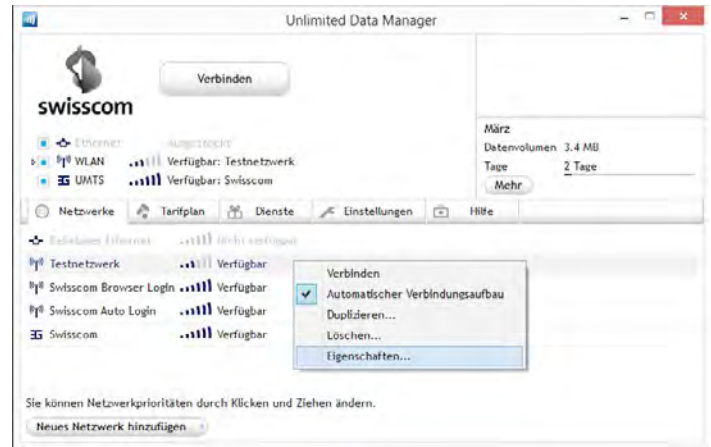 Unlimited Data Manager
swisscom
Verbinden
Ethernet Ausgesteckt
WLAN Verfügbar: Testnetzwerk
3G UMTS Verfügbar: Swisscom
März
Datenvolumen 3.4 MB
Tage 2 Tage
Mehr
Netzwerke Tarifplan Dienste Einstellungen Hilfe
Ethernet Nicht verfügbar
Testnetzwerk Verfügbar
Swisscom Browser Login Verfügbar
Swisscom Auto Login Verfügbar
3G Swisscom Verfügbar
Verbinden
Automatischer Verbindungsaufbau
Duplizieren...
Löschen...
Eigenschaften...
Sie können Netzwerkprioritäten durch Klicken und Ziehen ändern.
Neues Netzwerk hinzufügen